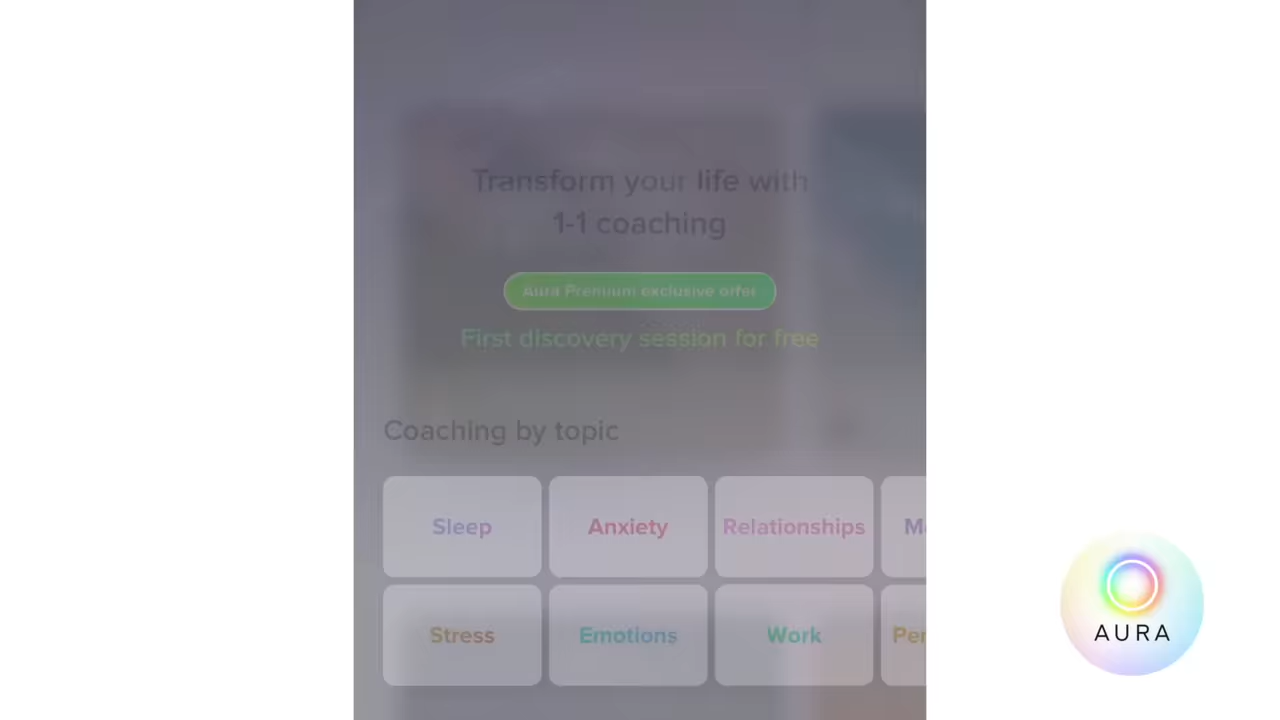 Transform your life with
1-1 coaching
Aura Premium exclusive offer
First discovery session for free
Coaching by topic
Sleep
Anxiety
Relationships
Stress
Emotions
Work
AURA